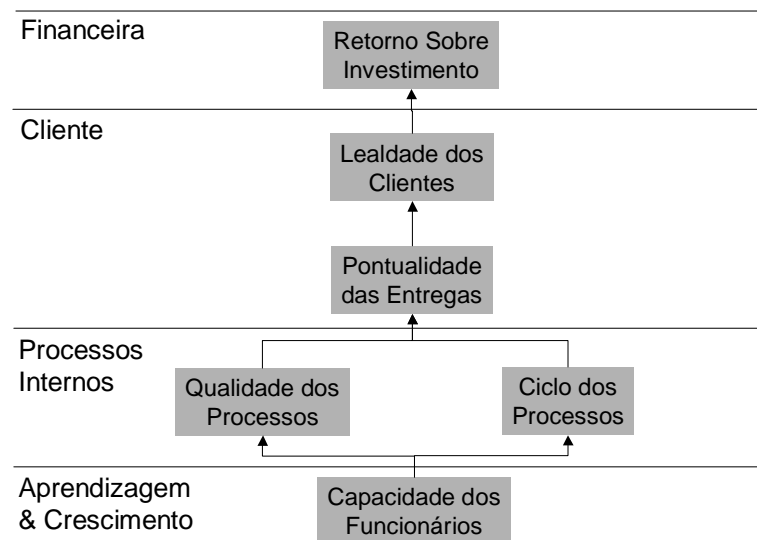 Financeira
Retorno Sobre
Investimento
Cliente
Lealdade dos
Clientes
Pontualidade
das Entregas
Processos
Internos
Qualidade dos
Processos
Ciclo dos
Processos
Aprendizagem
& Crescimento
Capacidade dos
Funcionários